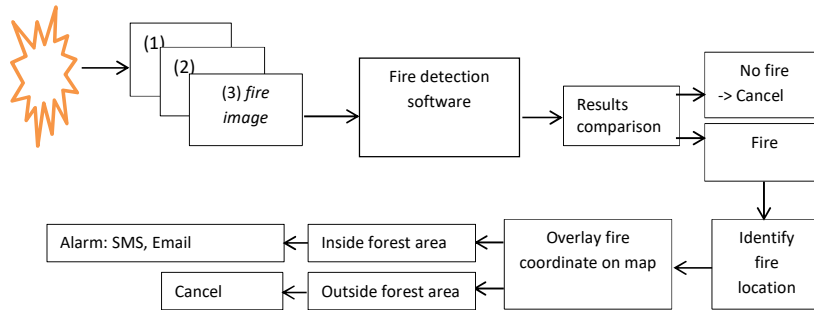 (1)
(2)
(3) fire
image
Fire detection
software
Results
comparison
No fire
-> Cancel
Fire
Identify
fire
location
Overlay fire
coordinate on map
Inside forest area
Outside forest area
Alarm: SMS, Email
Cancel